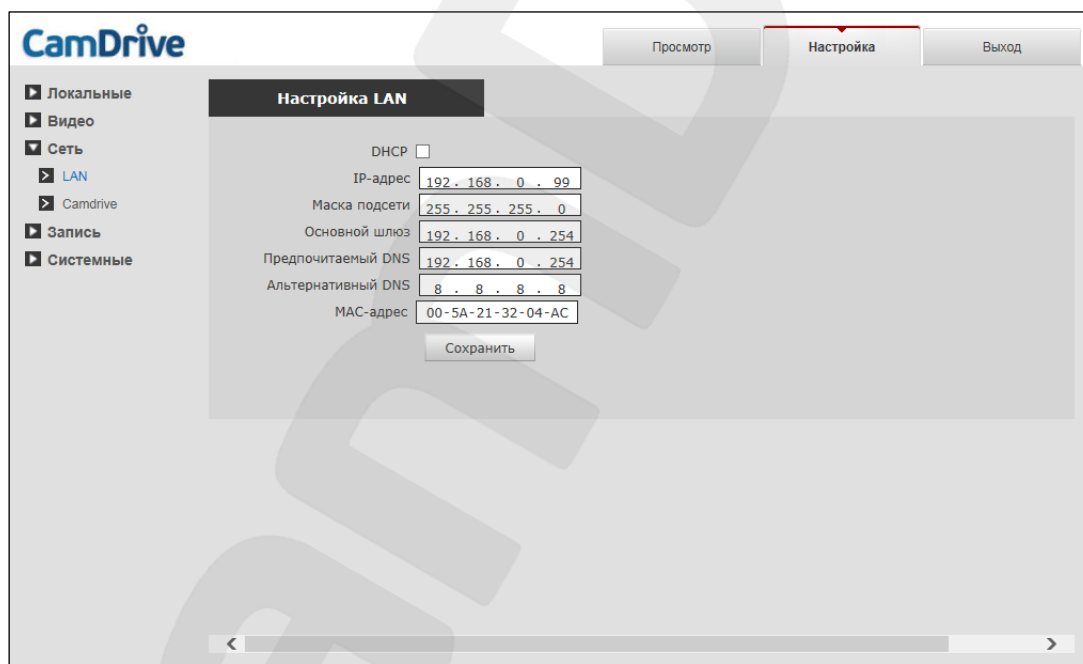 CamDrive
Просмотр
Настройка
Выход
Локальные
Видео
Сеть
LAN
Camdrive
Запись
Системные
Настройка LAN
DHCP
IP-адрес 192. 168. 0 . 99
Маска подсети 255. 255. 255. 0
Основной шлюз 192. 168. 0 . 254
Предпочитаемый DNS 192. 168. 0 . 254
Альтернативный DNS 8 . 8 . 8 . 8
MAC-адрес 00-5A-21-32-04-AC
Сохранить